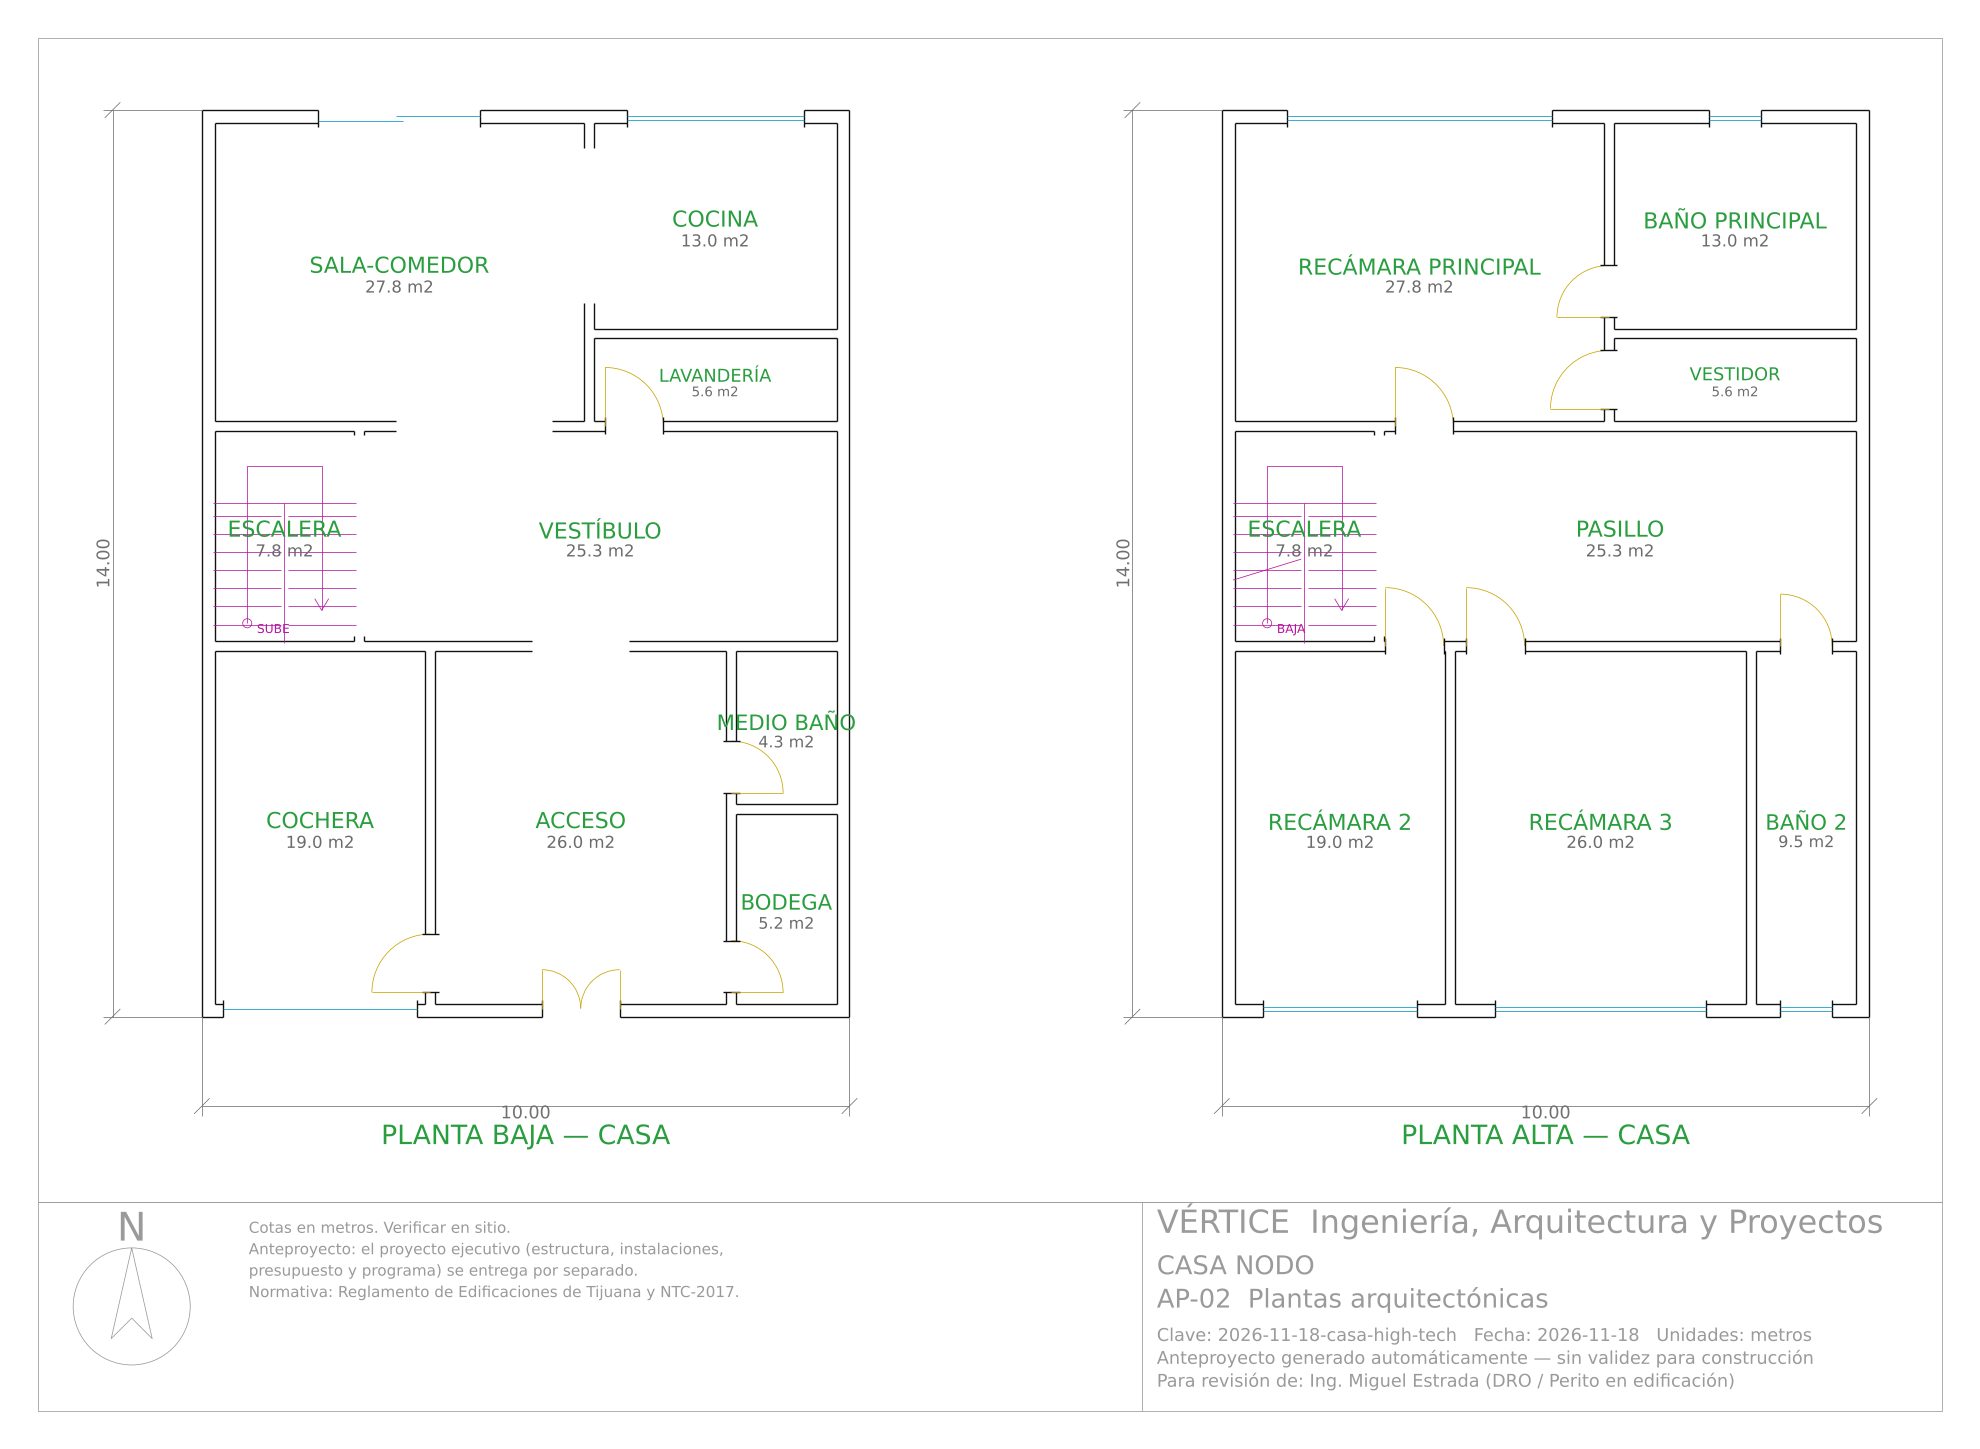 COCINA
13.0 m2
SALA-COMEDOR
27.8 m2
LAVANDERÍA
5.6 m2
ESCALERA
7.8 m2
VESTÍBULO
25.3 m2
SUBE
14.00
MEDIO BAÑO
4.3 m2
COCHERA
19.0 m2
ACCESO
26.0 m2
BODEGA
5.2 m2
10.00
PLANTA BAJA — CASA
BAÑO PRINCIPAL
13.0 m2
RECÁMARA PRINCIPAL
27.8 m2
VESTIDOR
5.6 m2
ESCALERA
7.8 m2
PASILLO
25.3 m2
BAJA
14.00
RECÁMARA 2
19.0 m2
RECÁMARA 3
26.0 m2
BAÑO 2
9.5 m2
10.00
PLANTA ALTA — CASA
N
Cotas en metros. Verificar en sitio.
Anteproyecto: el proyecto ejecutivo (estructura, instalaciones,
presupuesto y programa) se entrega por separado.
Normativa: Reglamento de Edificaciones de Tijuana y NTC-2017.
VÉRTICE  Ingeniería, Arquitectura y Proyectos
CASA NODO
AP-02  Plantas arquitectónicas
Clave: 2026-11-18-casa-high-tech   Fecha: 2026-11-18   Unidades: metros
Anteproyecto generado automáticamente — sin validez para construcción
Para revisión de: Ing. Miguel Estrada (DRO / Perito en edificación)